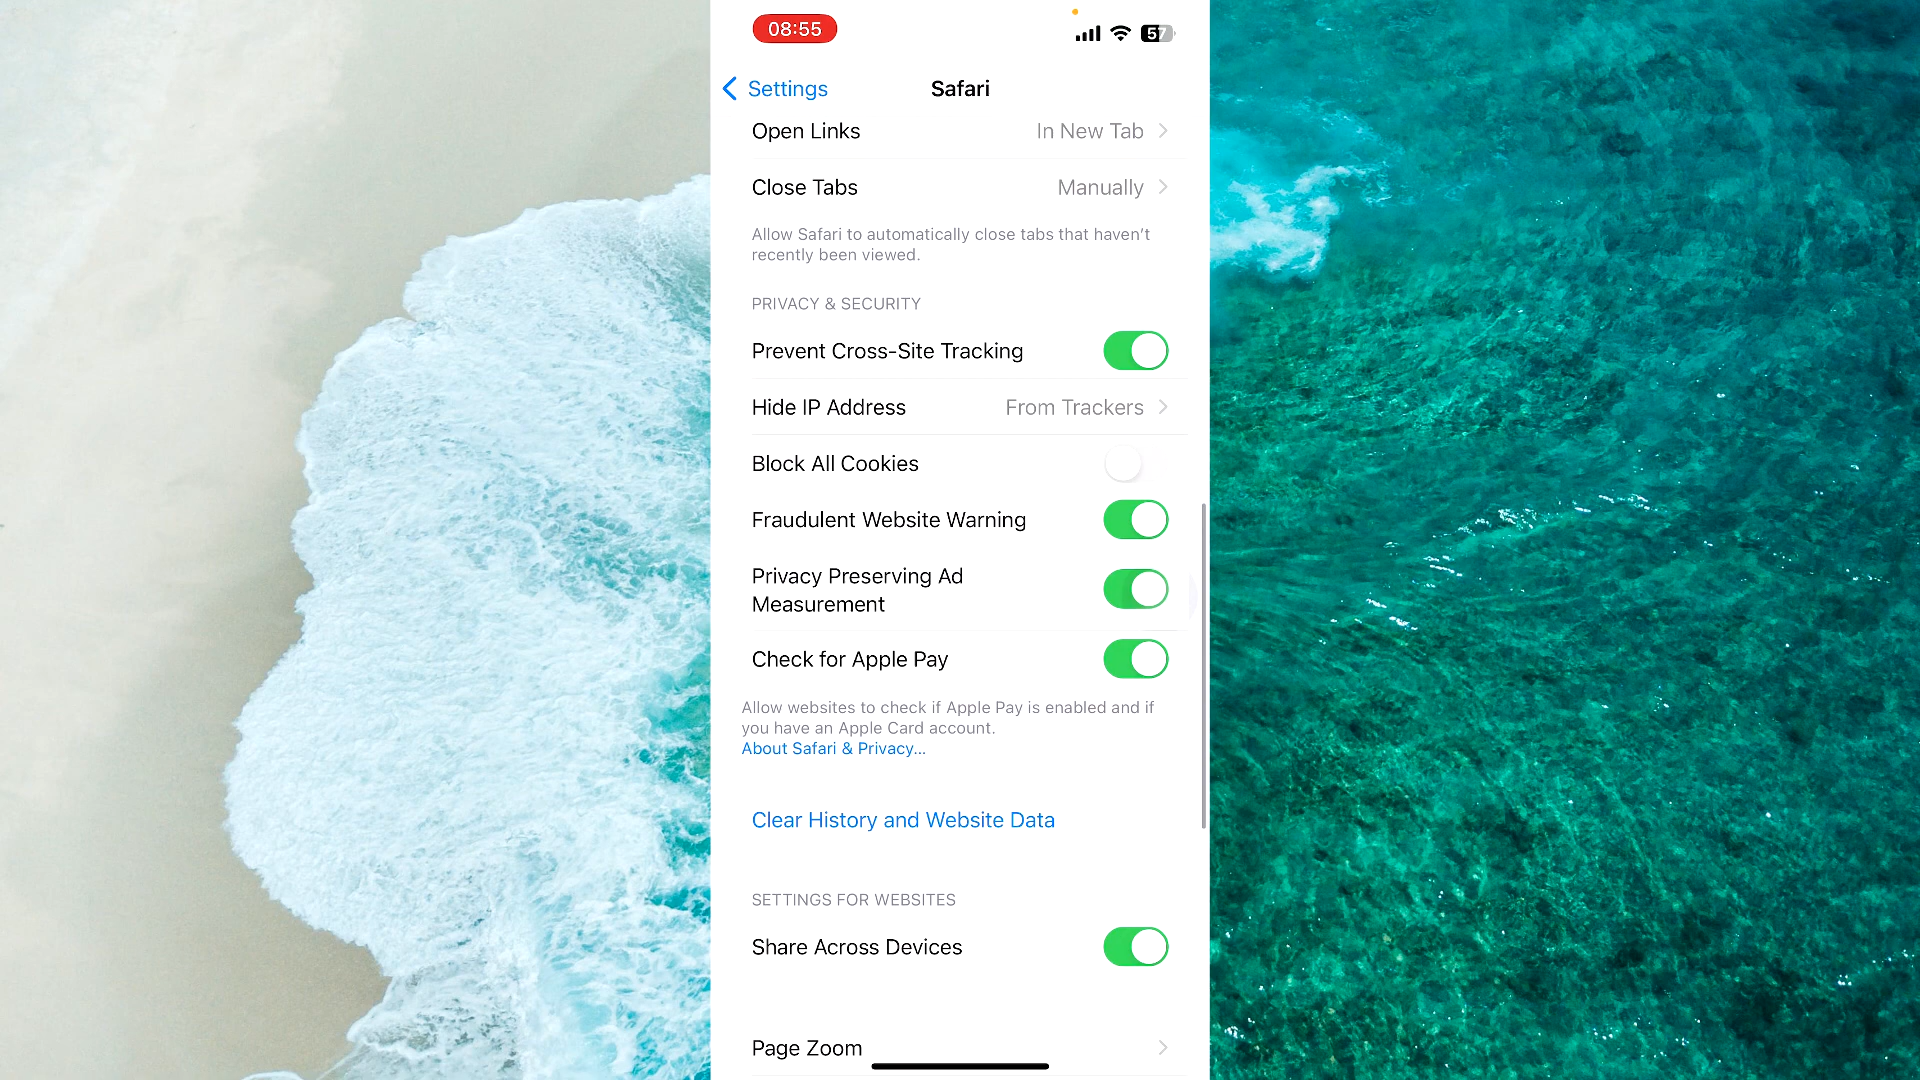 08:55
57
Settings
Safari
Open Links
In New Tab
Close Tabs
Manually
Allow Safari to automatically close tabs that haven't
recently been viewed.
PRIVACY & SECURITY
Prevent Cross-Site Tracking
Hide IP Address
From Trackers
Block All Cookies
Fraudulent Website Warning
Privacy Preserving Ad
Measurement
Check for Apple Pay
Allow websites to check if Apple Pay is enabled and if
you have an Apple Card account.
About Safari & Privacy...
Clear History and Website Data
SETTINGS FOR WEBSITES
Share Across Devices
Page Zoom